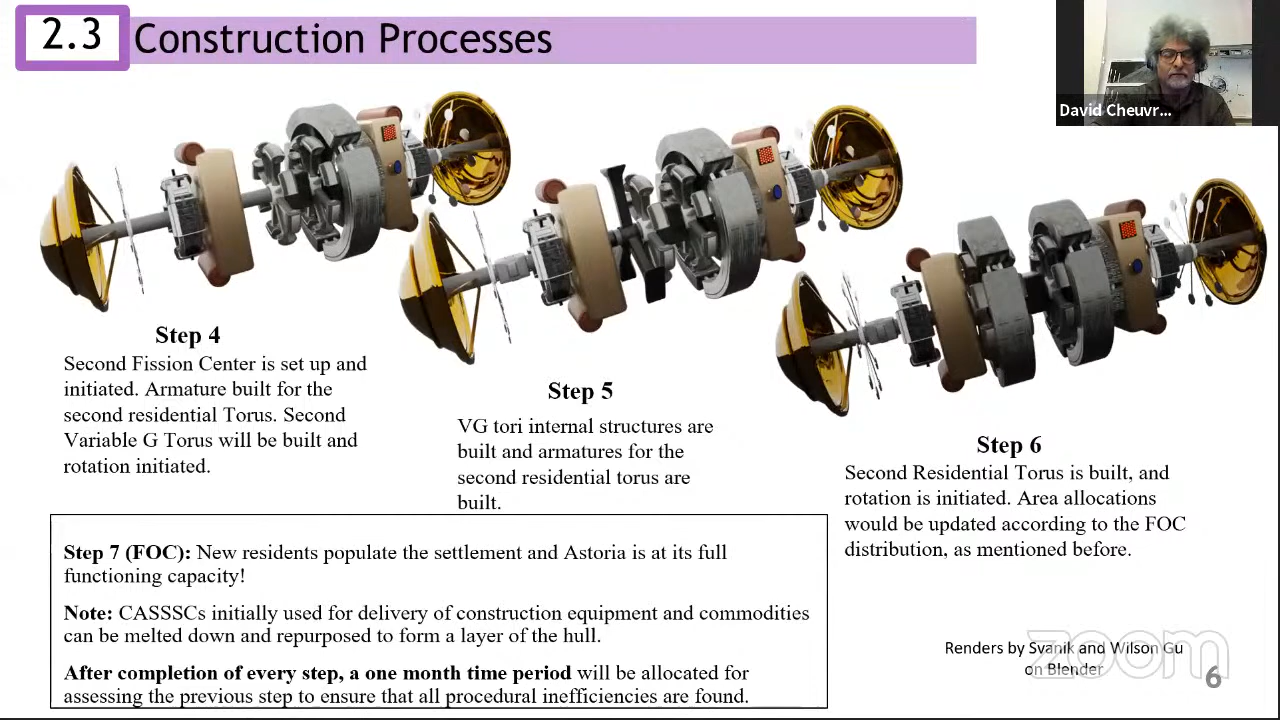 2.3
Construction Processes
David Cheuvr...
Step 4
Second Fission Center is set up and
initiated. Armature built for the
second residential Torus. Second
Variable G Torus will be built and
rotation initiated.
Step 5
VG tori internal structures are
built and armatures for the
second residential torus are
built.
Step 6
Second Residential Torus is built, and
rotation is initiated. Area allocations
would be updated according to the FOC
distribution, as mentioned before.
Step 7 (FOC): New residents populate the settlement and Astoria is at its full
functioning capacity!
Note: CASSSCs initially used for delivery of construction equipment and commodities
can be melted down and repurposed to form a layer of the hull.
After completion of every step, a one month time period will be allocated for
assessing the previous step to ensure that all procedural inefficiencies are found.
Renders by Svanik and Wilson Gu
on Blender
zoom
6